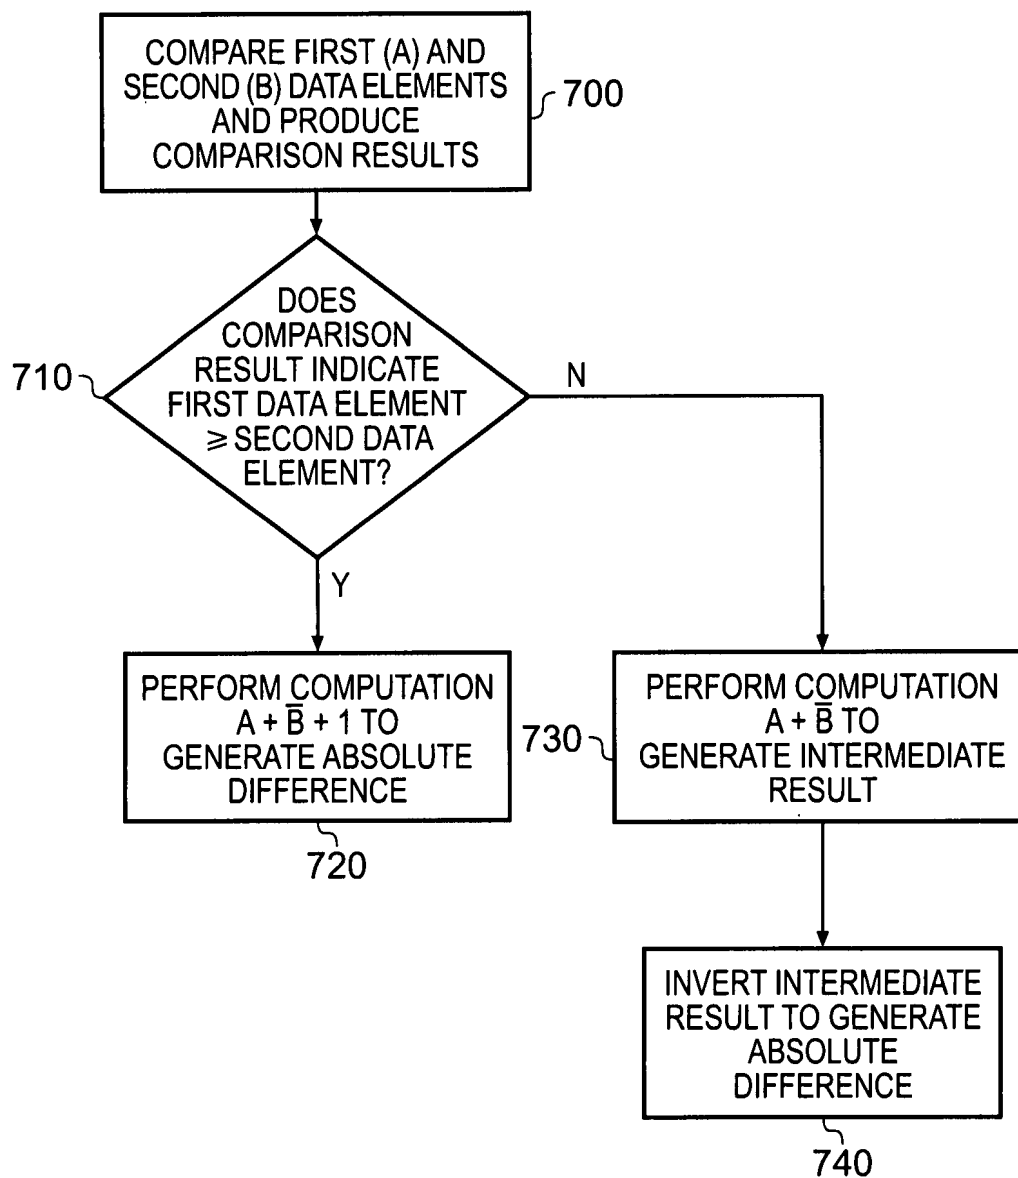 COMPARE FIRST (A) AND
SECOND (B) DATA ELEMENTS
AND PRODUCE
COMPARISON RESULTS
700
DOES
COMPARISON
RESULT INDICATE
FIRST DATA ELEMENT
⩾ SECOND DATA
ELEMENT?
710
N
Y
PERFORM COMPUTATION
A + B̅ + 1 TO
GENERATE ABSOLUTE
DIFFERENCE
720
PERFORM COMPUTATION
A + B̅ TO
GENERATE INTERMEDIATE
RESULT
730
INVERT INTERMEDIATE
RESULT TO GENERATE
ABSOLUTE
DIFFERENCE
740